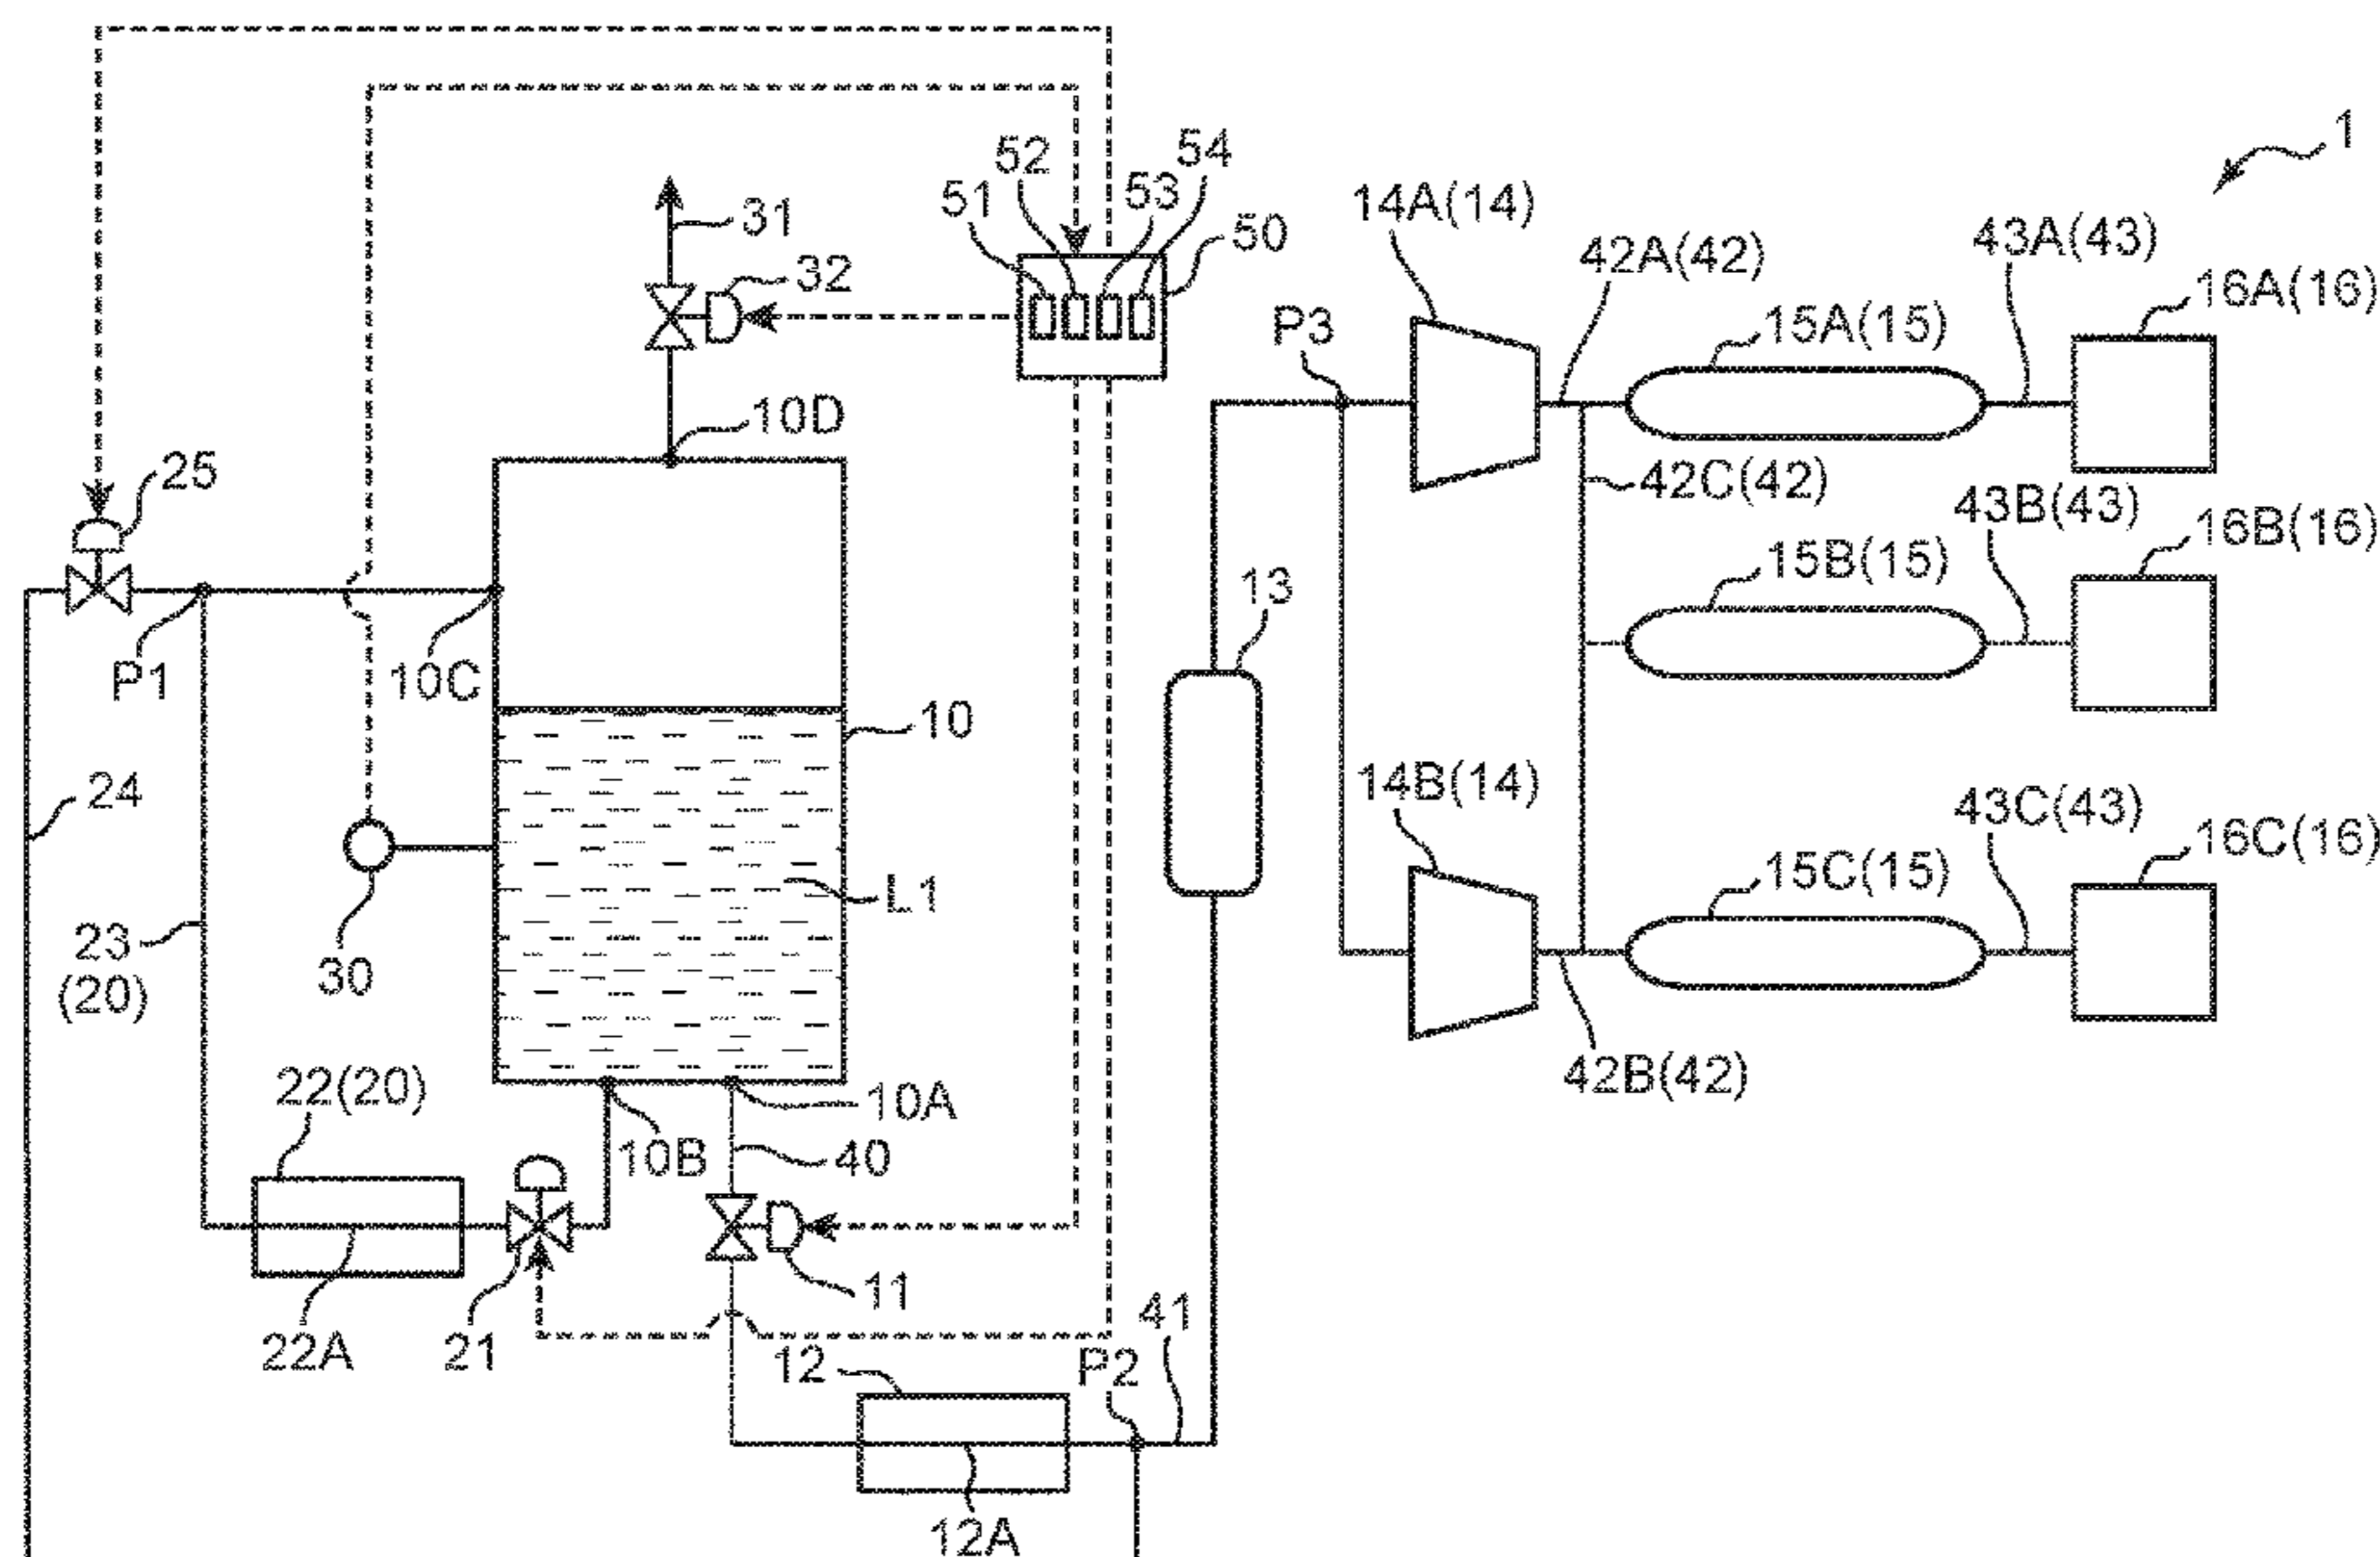 1
52
54
51
53
14A(14)
50
31
42A(42)
43A(43)
32
16A(16)
P3
15A(15)
10D
25
42C(42)
43B(43)
16B(16)
15B(15)
13
P1
10C
10
24
14B(14)
43C(43)
16C(16)
15C(15)
L1
23
(20)
30
22(20)
10A
42B(42)
10B
40
11
41
22A
21
12
P2
12A